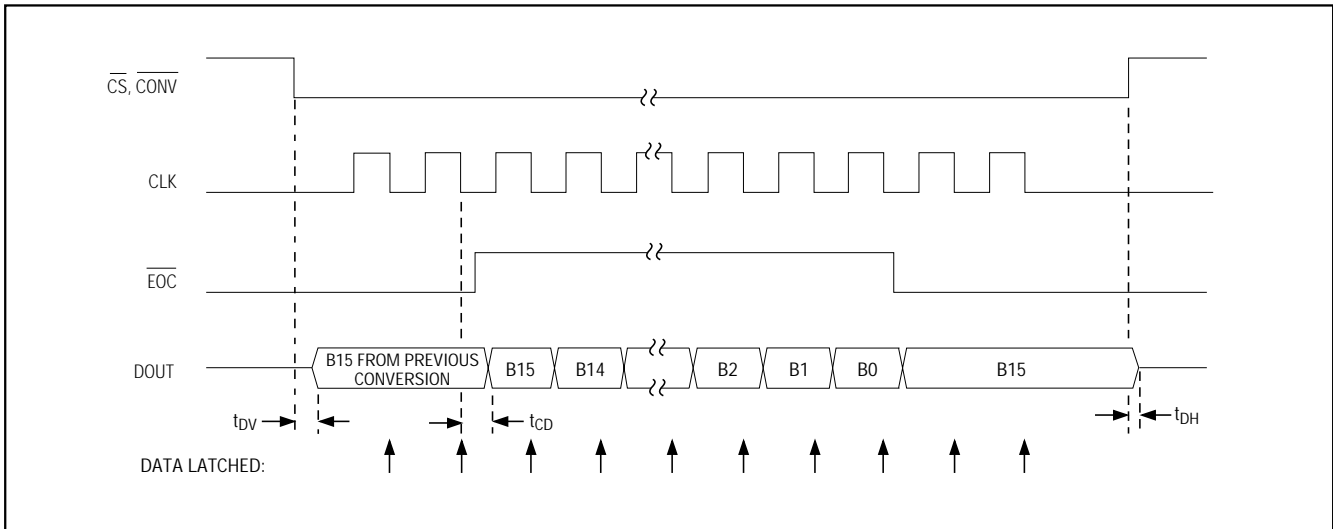 CS, CONV
CLK
EOC
DOUT
B15 FROM PREVIOUS
CONVERSION
B15
B14
B2
B1
B0
B15
tDV
tCD
tDH
DATA LATCHED: